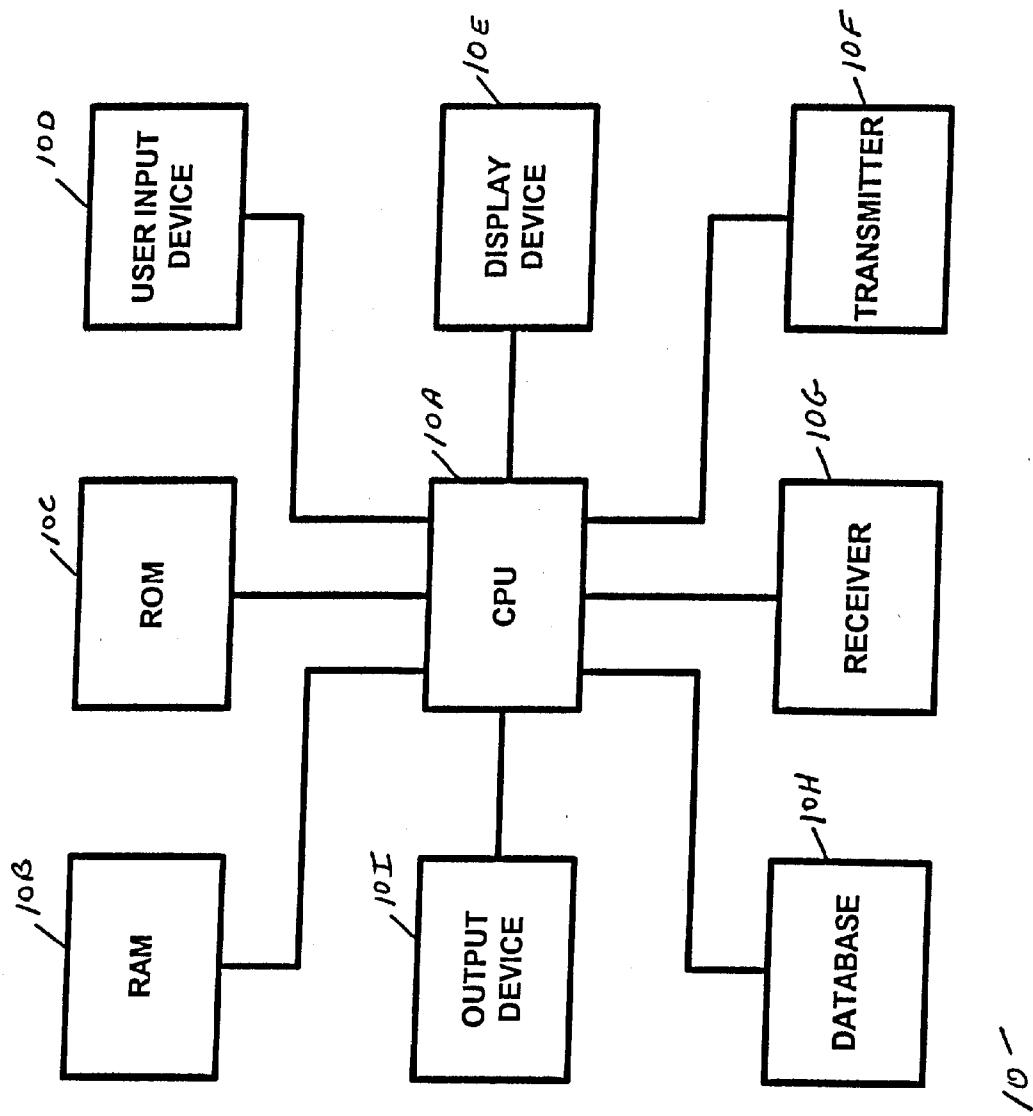 10B
RAM
10C
ROM
10D
USER INPUT
DEVICE
10I
OUTPUT
DEVICE
10A
CPU
10E
DISPLAY
DEVICE
10H
DATABASE
10G
RECEIVER
10F
TRANSMITTER
10